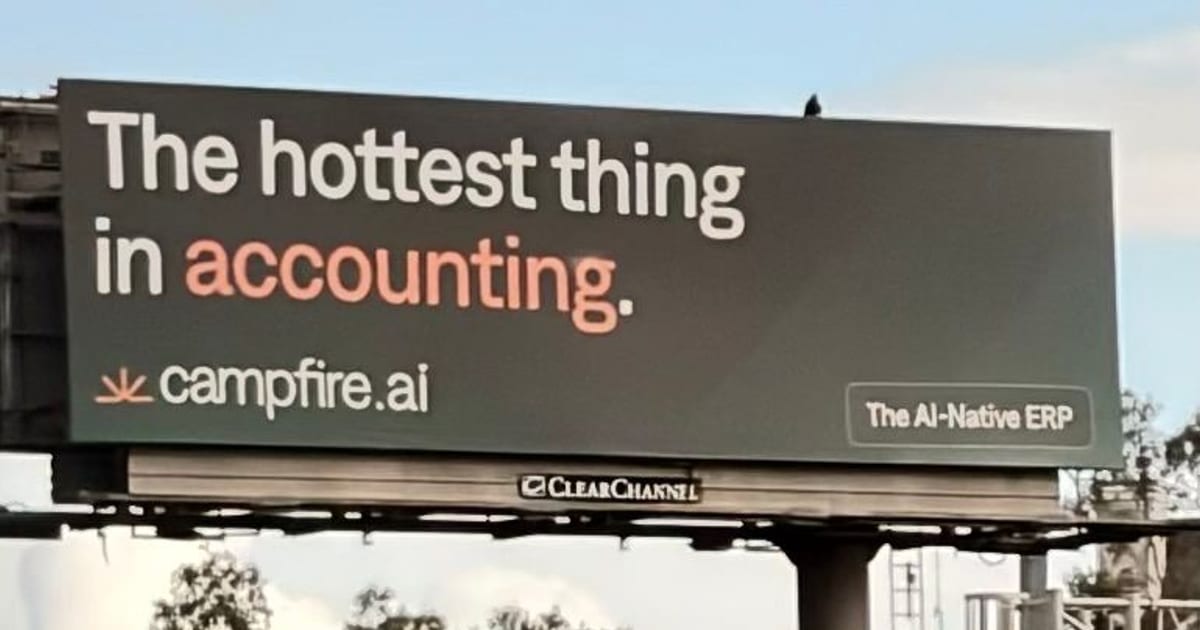 The hottest thing
in accounting.
campfire.ai
The AI-Native ERP
CLEARCHANNEL